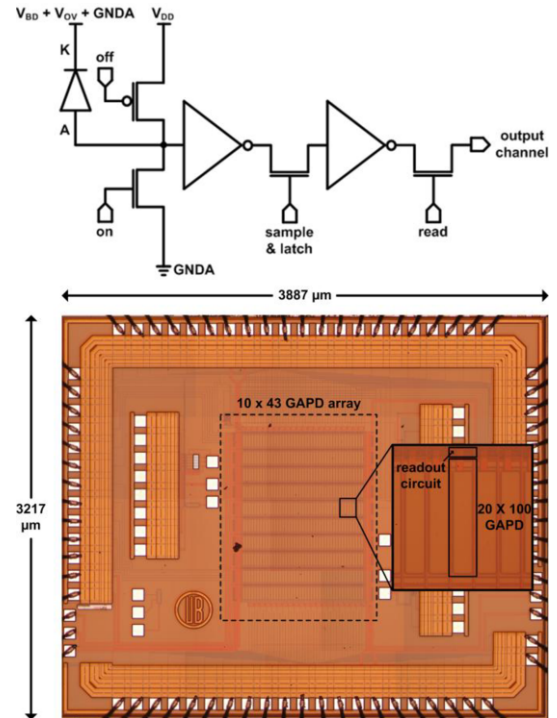 V_BD + V_OV + GNDA
V_DD
K
off
A
on
GNDA
sample
& latch
read
output
channel
3887 µm
3217
µm
10 x 43 GAPD array
readout
circuit
20 X 100
GAPD
UB